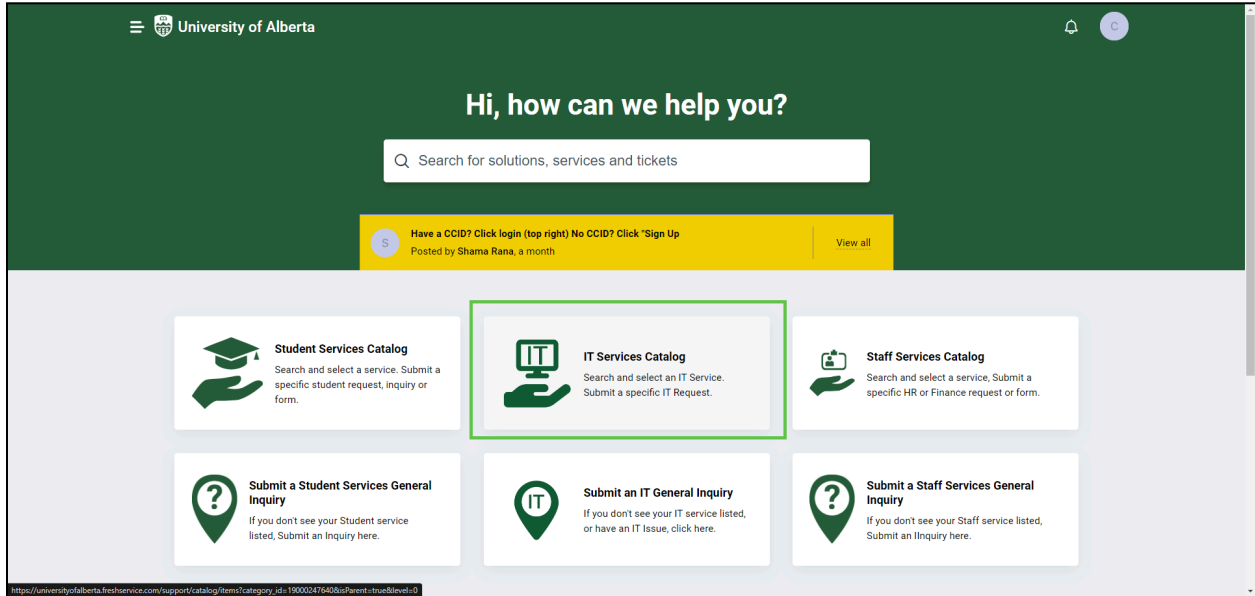 University of Alberta
C
Hi, how can we help you?
Search for solutions, services and tickets
S
Have a CCID? Click login (top right) No CCID? Click "Sign Up
Posted by Shama Rana, a month
View all
Student Services Catalog
Search and select a service. Submit a
specific student request, inquiry or
form.
IT
IT Services Catalog
Search and select an IT Service.
Submit a specific IT Request.
Staff Services Catalog
Search and select a service, Submit a
specific HR or Finance request or form.
?
Submit a Student Services General
Inquiry
If you don't see your Student service
listed, Submit an Inquiry here.
IT
Submit an IT General Inquiry
If you don't see your IT service listed,
or have an IT Issue, click here.
?
Submit a Staff Services General
Inquiry
If you don't see your Staff service listed,
Submit an IInquiry here.
https://universityofalberta.freshservice.com/support/catalog/items?category_id=19000247640&isParent=true&level=0